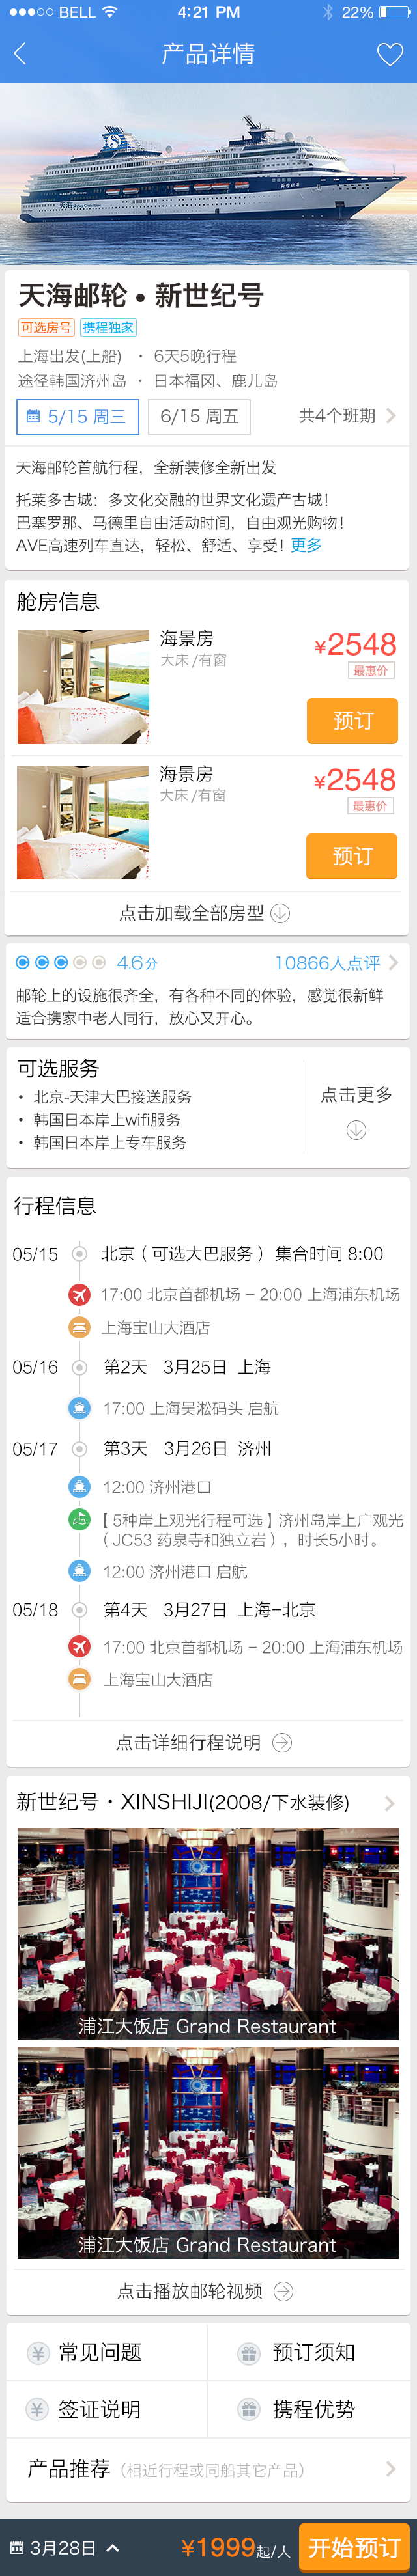 BELL 4:21 PM 22%
产品详情
天海邮轮 • 新世纪号
可选房号 携程独家
上海出发(上船) · 6天5晚行程
途径韩国济州岛 · 日本福冈、鹿儿岛
5/15 周三 6/15 周五 共4个班期
天海邮轮首航行程，全新装修全新出发
托莱多古城：多文化交融的世界文化遗产古城！
巴塞罗那、马德里自由活动时间，自由观光购物！
AVE高速列车直达，轻松、舒适、享受！更多
舱房信息
海景房 ¥2548
大床/有窗 最惠价
预订
海景房 ¥2548
大床/有窗 最惠价
预订
点击加载全部房型
4.6分 10866人点评
邮轮上的设施很齐全，有各种不同的体验，感觉很新鲜
适合携家中老人同行，放心又开心。
可选服务
• 北京-天津大巴接送服务 点击更多
• 韩国日本岸上wifi服务
• 韩国日本岸上专车服务
行程信息
05/15 北京（可选大巴服务） 集合时间 8:00
17:00 北京首都机场 – 20:00 上海浦东机场
上海宝山大酒店
05/16 第2天 3月25日 上海
17:00 上海吴淞码头 启航
05/17 第3天 3月26日 济州
12:00 济州港口
【5种岸上观光行程可选】济州岛岸上广观光
（JC53 药泉寺和独立岩），时长5小时。
12:00 济州港口 启航
05/18 第4天 3月27日 上海–北京
17:00 北京首都机场 – 20:00 上海浦东机场
上海宝山大酒店
点击详细行程说明
新世纪号 · XINSHIJI(2008/下水装修)
浦江大饭店 Grand Restaurant
浦江大饭店 Grand Restaurant
点击播放邮轮视频
¥ 常见问题 预订须知
¥ 签证说明 携程优势
产品推荐（相近行程或同船其它产品）
3月28日 ¥1999起/人 开始预订